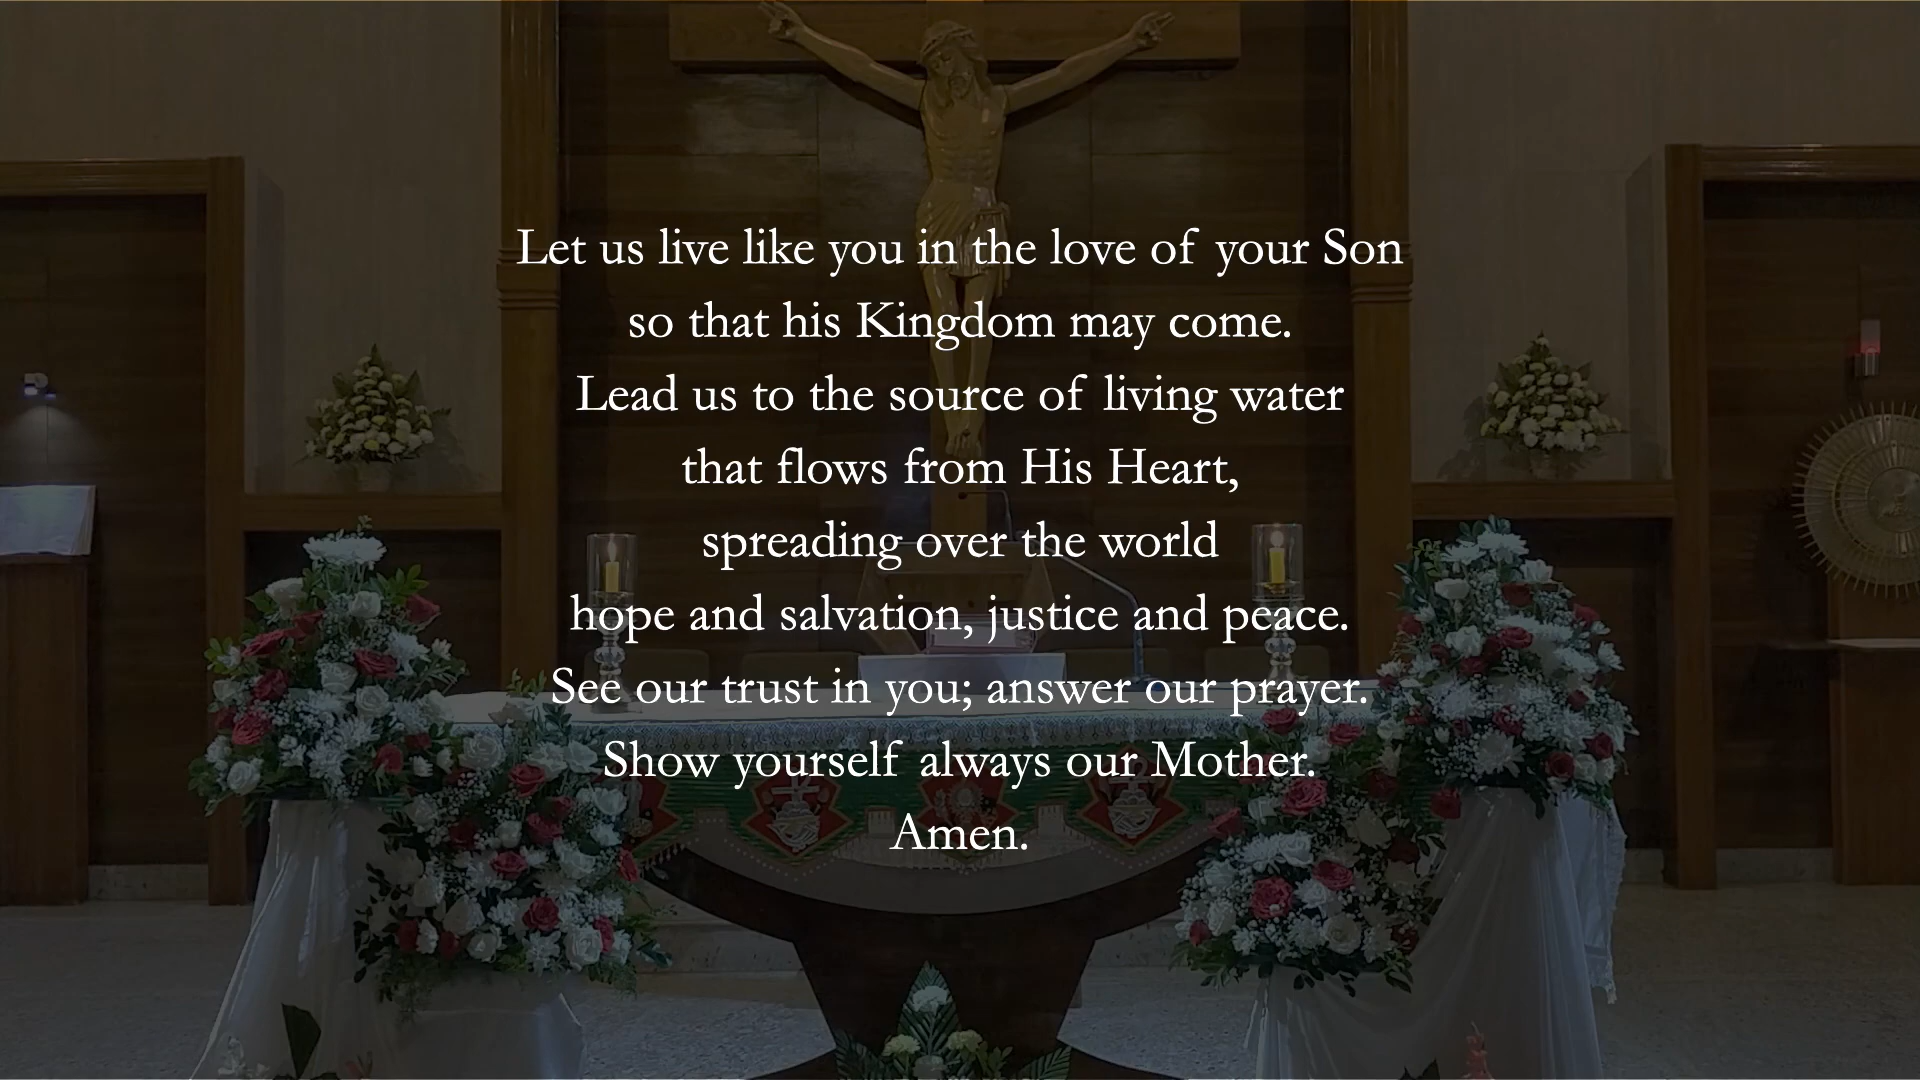 Let us live like you in the love of your Son
so that his Kingdom may come.
Lead us to the source of living water
that flows from His Heart,
spreading over the world
hope and salvation, justice and peace.
See our trust in you; answer our prayer.
Show yourself always our Mother.
Amen.